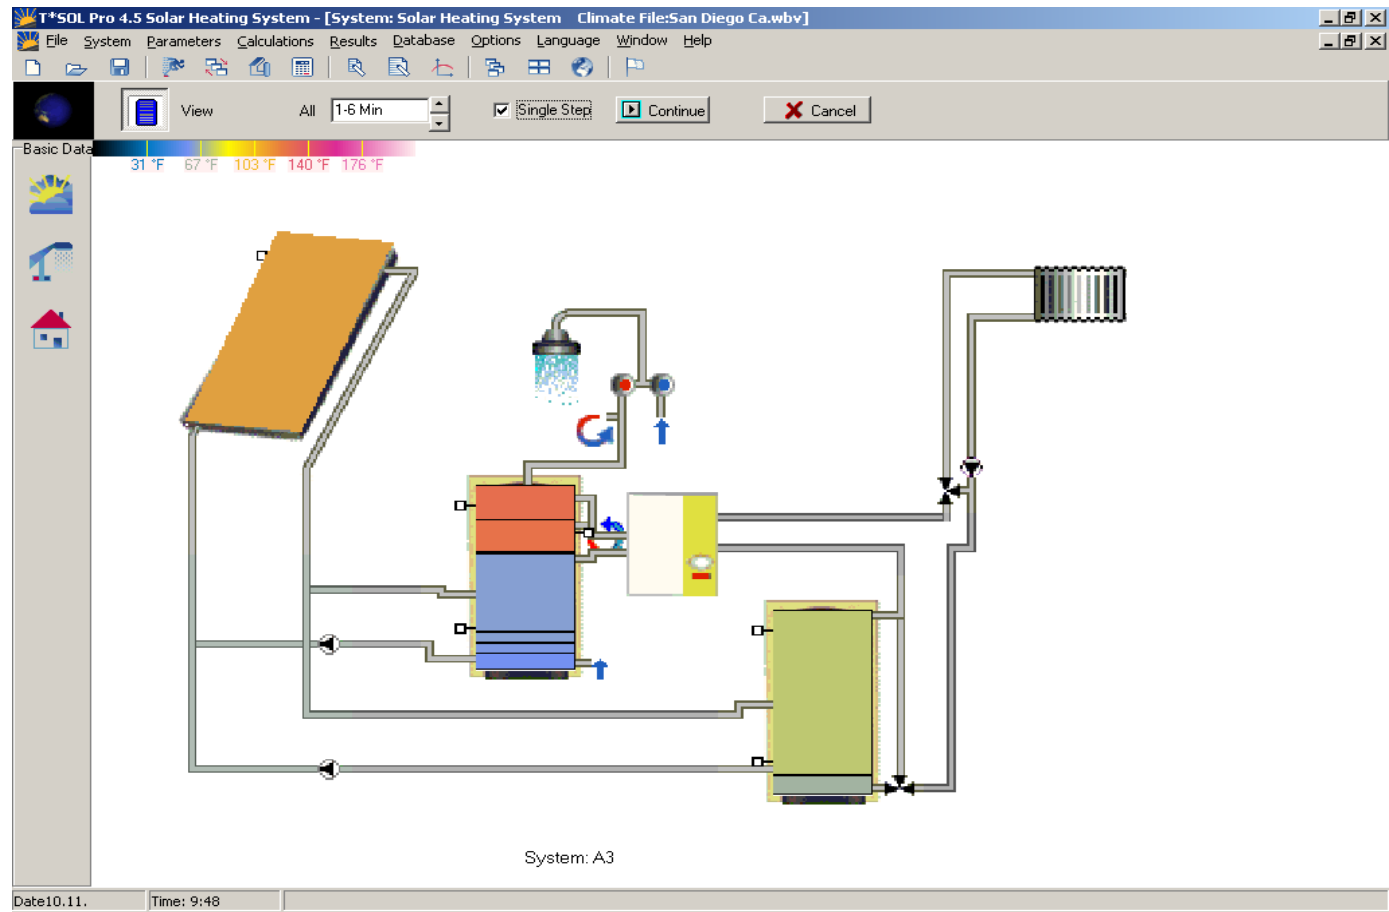 T*SOL Pro 4.5 Solar Heating System - [System: Solar Heating System    Climate File:San Diego Ca.wbv]
File System Parameters Calculations Results Database Options Language Window Help
View All 1-6 Min Single Step Continue Cancel
Basic Data
31 °F 67 °F 103 °F 140 °F 176 °F
System: A3
Date10.11. Time: 9:48